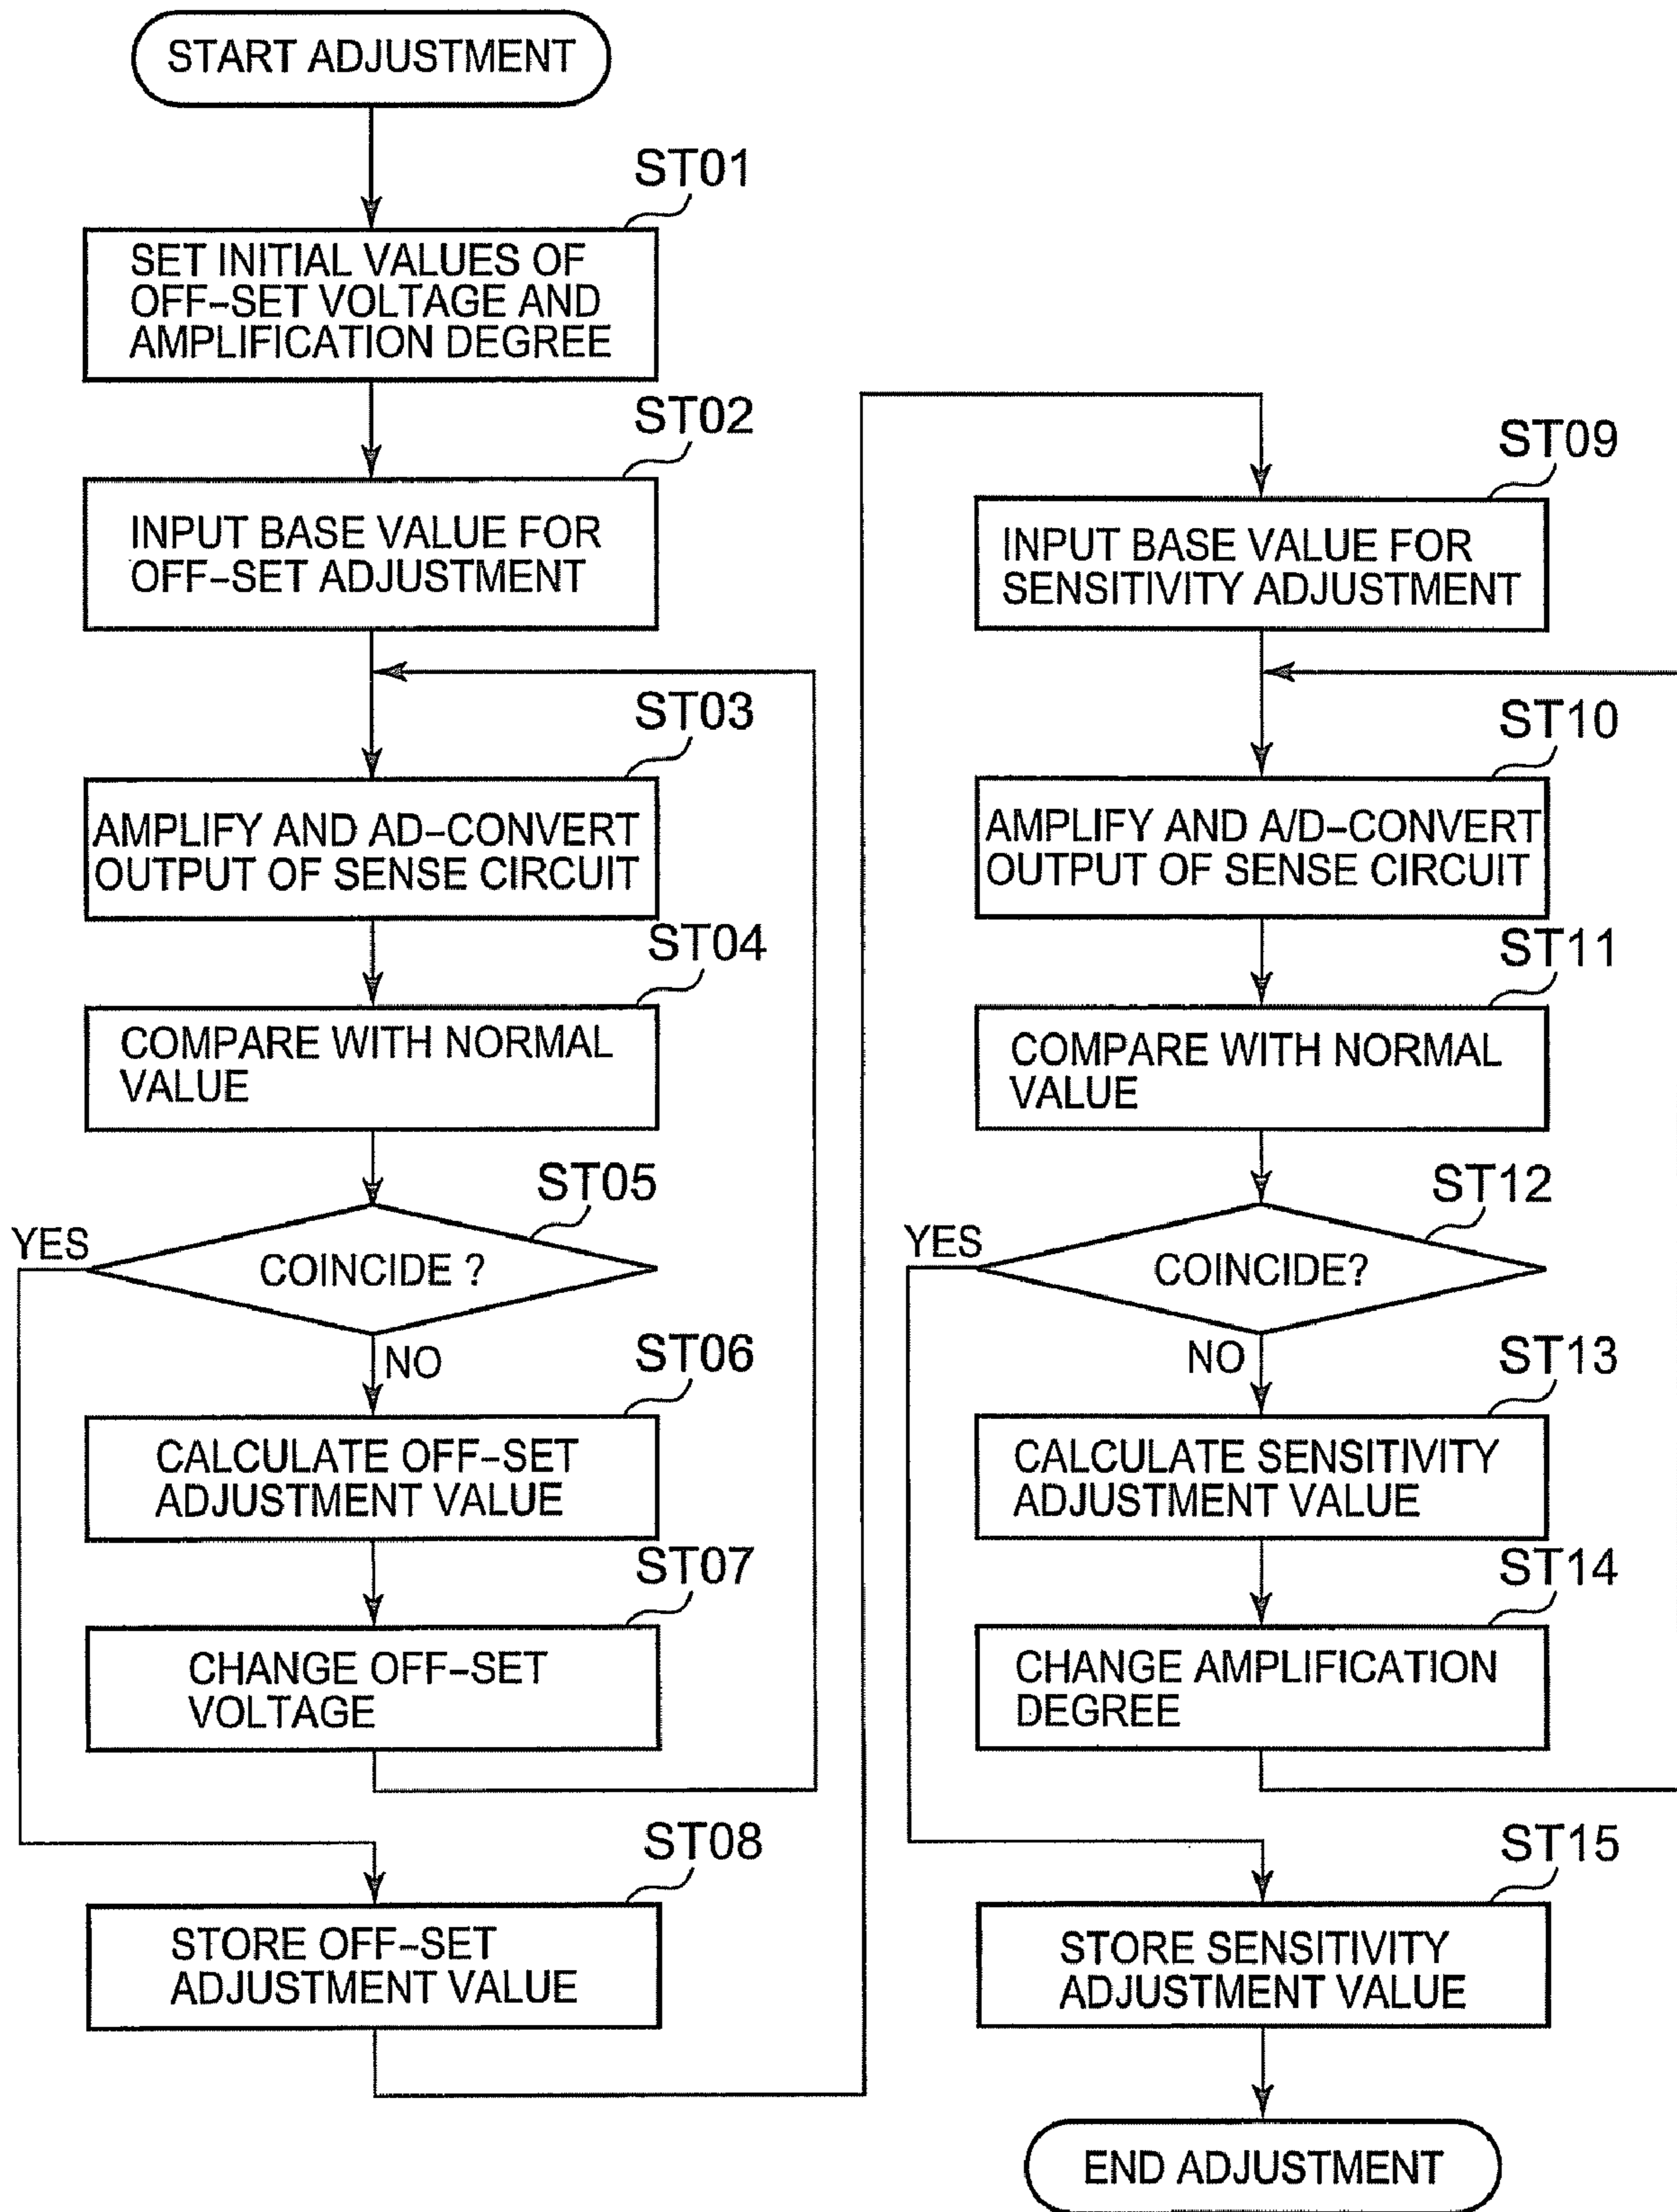 START ADJUSTMENT
ST01
SET INITIAL VALUES OF
OFF-SET VOLTAGE AND
AMPLIFICATION DEGREE
ST02
INPUT BASE VALUE FOR
OFF-SET ADJUSTMENT
ST03
AMPLIFY AND AD-CONVERT
OUTPUT OF SENSE CIRCUIT
ST04
COMPARE WITH NORMAL
VALUE
ST05
YES
COINCIDE ?
NO
ST06
CALCULATE OFF-SET
ADJUSTMENT VALUE
ST07
CHANGE OFF-SET
VOLTAGE
ST08
STORE OFF-SET
ADJUSTMENT VALUE
ST09
INPUT BASE VALUE FOR
SENSITIVITY ADJUSTMENT
ST10
AMPLIFY AND A/D-CONVERT
OUTPUT OF SENSE CIRCUIT
ST11
COMPARE WITH NORMAL
VALUE
ST12
YES
COINCIDE?
NO
ST13
CALCULATE SENSITIVITY
ADJUSTMENT VALUE
ST14
CHANGE AMPLIFICATION
DEGREE
ST15
STORE SENSITIVITY
ADJUSTMENT VALUE
END ADJUSTMENT